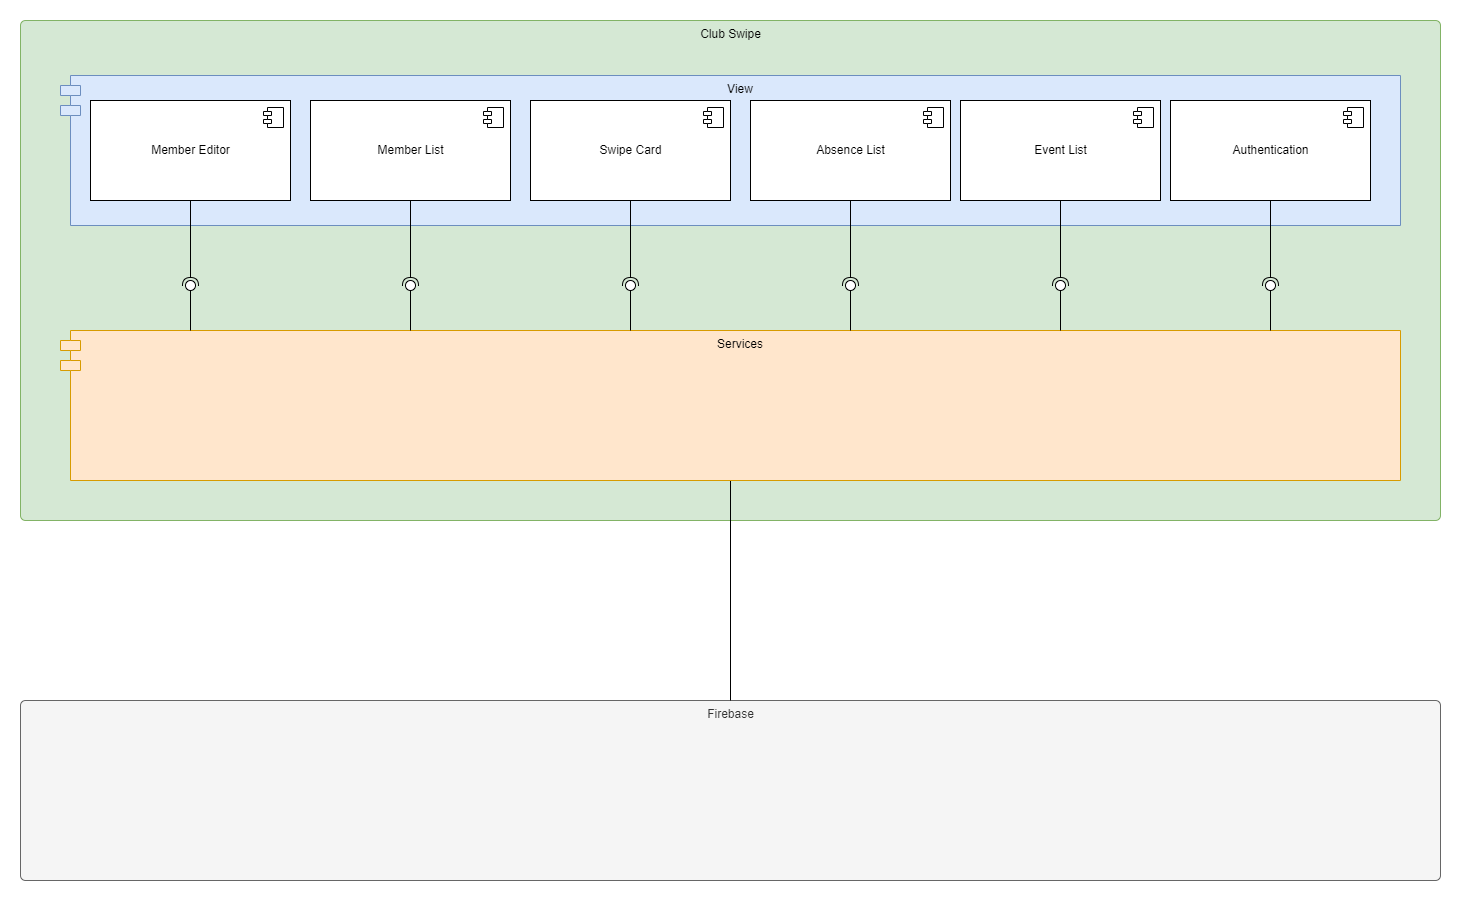 Club Swipe
View
Member Editor
Member List
Swipe Card
Absence List
Event List
Authentication
Services
Firebase